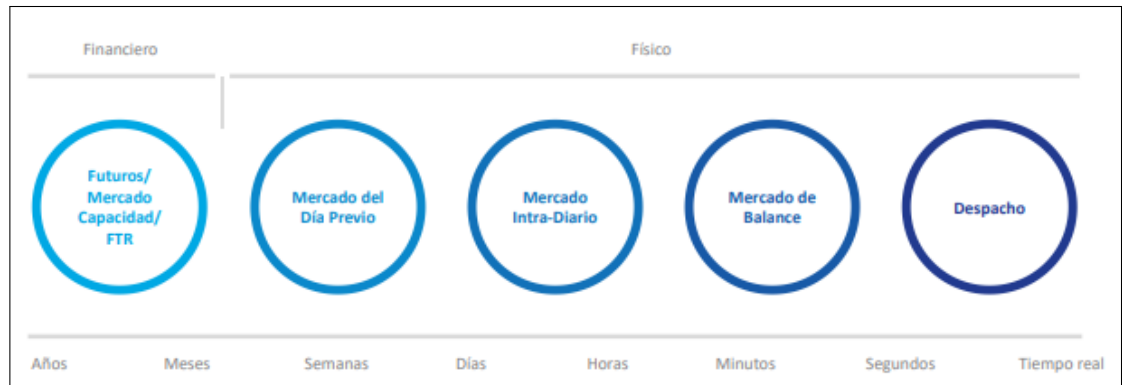 Financiero
Físico
Futuros/
Mercado
Capacidad/
FTR
Mercado del
Día Previo
Mercado
Intra-Diario
Mercado de
Balance
Despacho
Años
Meses
Semanas
Días
Horas
Minutos
Segundos
Tiempo real